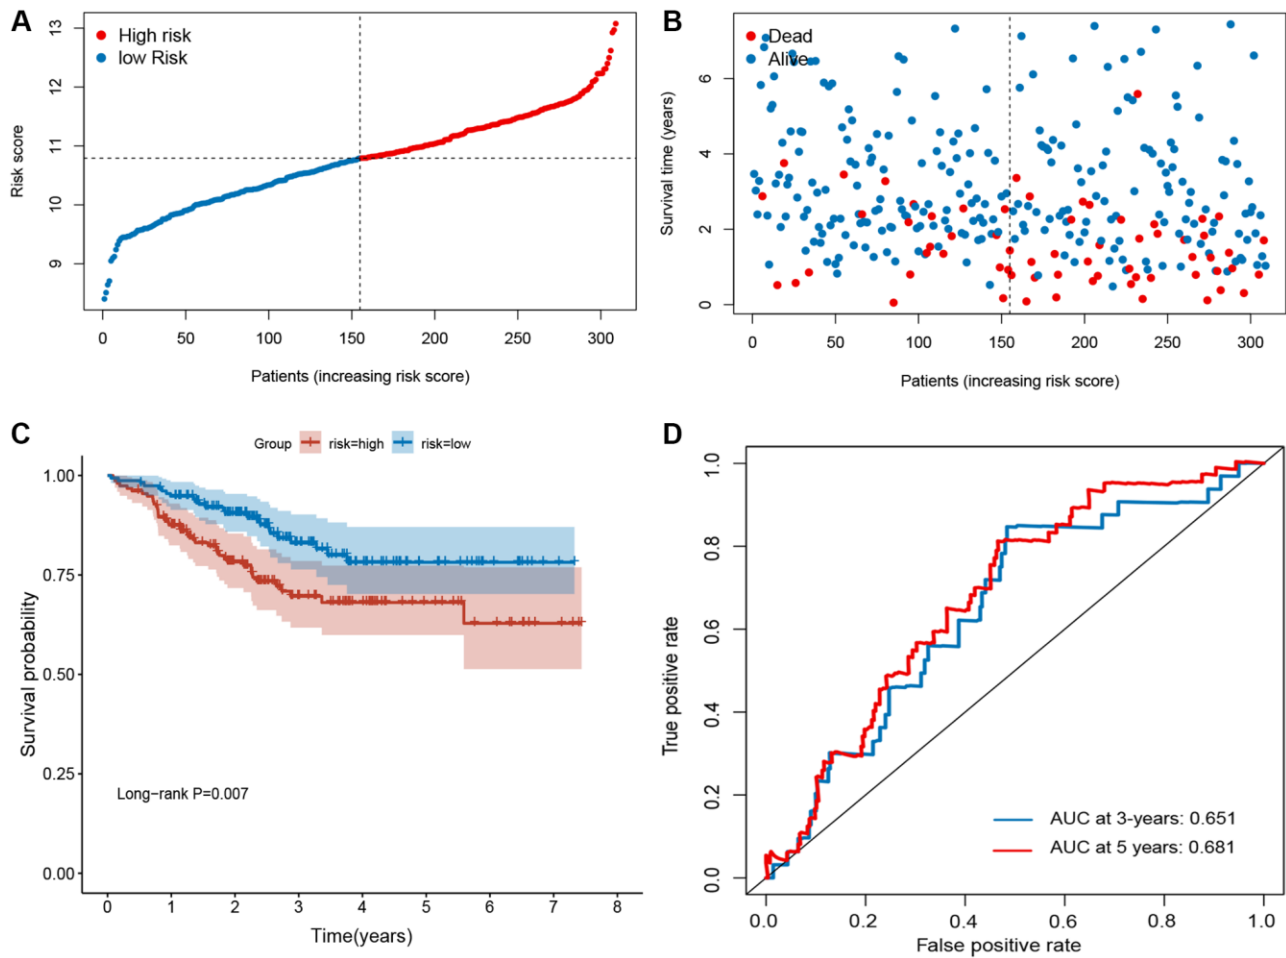 A
High risk
low Risk
Risk score
13
12
11
10
9
0 50 100 150 200 250 300
Patients (increasing risk score)
B
Dead
Alive
Survival time (years)
6
4
2
0
0 50 100 150 200 250 300
Patients (increasing risk score)
C
Group risk=high risk=low
Survival probability
1.00
0.75
0.50
0.25
0.00
Long-rank P=0.007
0 1 2 3 4 5 6 7 8
Time(years)
D
True positive rate
1.0
0.8
0.6
0.4
0.2
0.0
AUC at 3-years: 0.651
AUC at 5 years: 0.681
0.0 0.2 0.4 0.6 0.8 1.0
False positive rate